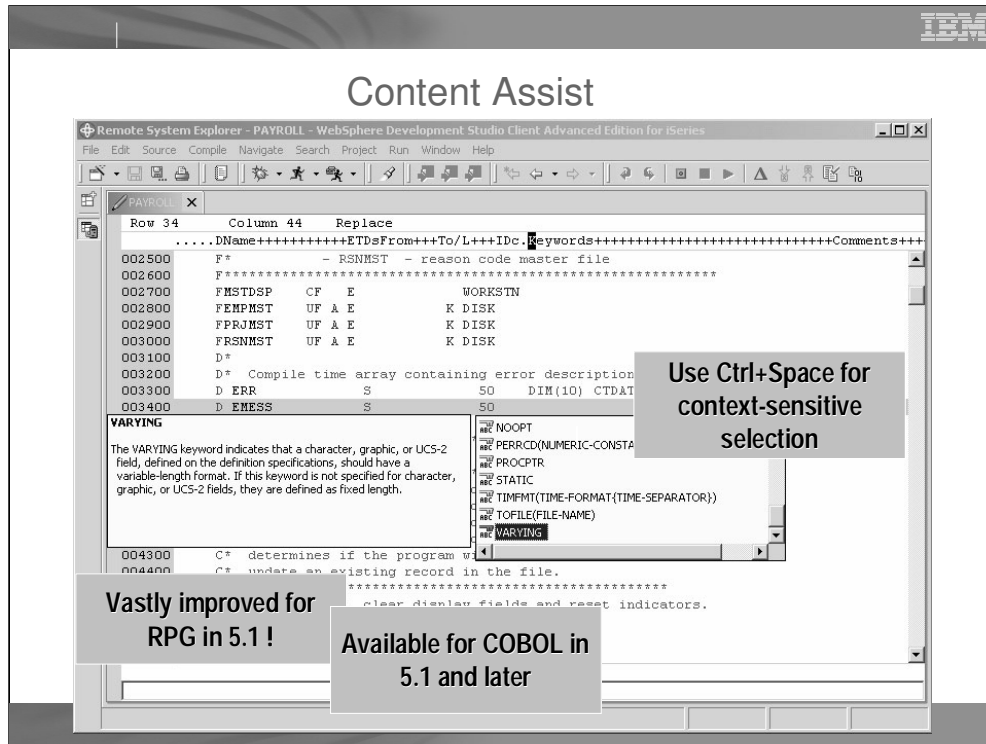 IBM
Content Assist
Remote System Explorer - PAYROLL - WebSphere Development Studio Client Advanced Edition for iSeries
File Edit Source Compile Navigate Search Project Run Window Help
PAYROLL
Row 34 Column 44 Replace
.....DName+++++++++++ETDsFrom+++To/L+++IDc.Keywords+++++++++++++++++++++++++++++Comments+++
002500 F* - RSNMST - reason code master file
002600 F************************************************************
002700 FMSTDSP CF E WORKSTN
002800 FEMPMST UF A E K DISK
002900 FPRJMST UF A E K DISK
003000 FRSNMST UF A E K DISK
003100 D*
003200 D* Compile time array containing error description
003300 D ERR S 50 DIM(10) CTDAT
003400 D EMESS S 50
VARYING
The VARYING keyword indicates that a character, graphic, or UCS-2
field, defined on the definition specifications, should have a
variable-length format. If this keyword is not specified for character,
graphic, or UCS-2 fields, they are defined as fixed length.
NOOPT
PERRCD(NUMERIC-CONSTA
PROCPTR
STATIC
TIMFMT(TIME-FORMAT{TIME-SEPARATOR})
TOFILE(FILE-NAME)
VARYING
Use Ctrl+Space for
context-sensitive
selection
004300 C* determines if the program wi
004400 C* update an existing record in the file.
****************************************
clear display fields and reset indicators.
Vastly improved for
RPG in 5.1 !
Available for COBOL in
5.1 and later